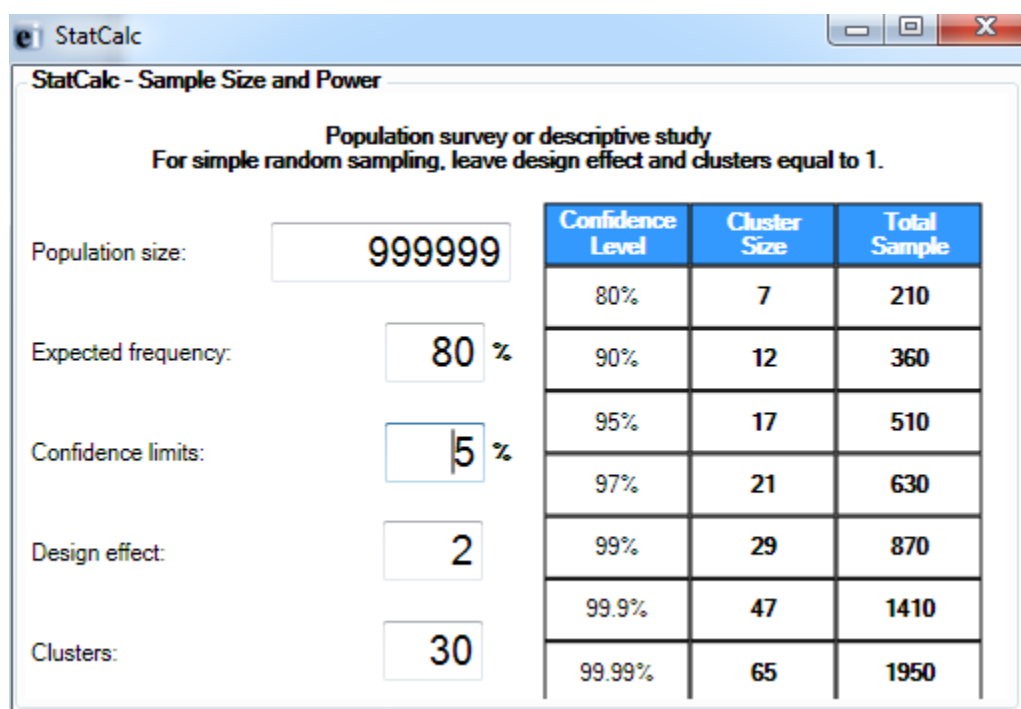 StatCalc
StatCalc - Sample Size and Power
Population survey or descriptive study
For simple random sampling, leave design effect and clusters equal to 1.
Population size: 999999
Expected frequency: 80 %
Confidence limits: 5 %
Design effect: 2
Clusters: 30
Confidence Level Cluster Size Total Sample
80% 7 210
90% 12 360
95% 17 510
97% 21 630
99% 29 870
99.9% 47 1410
99.99% 65 1950